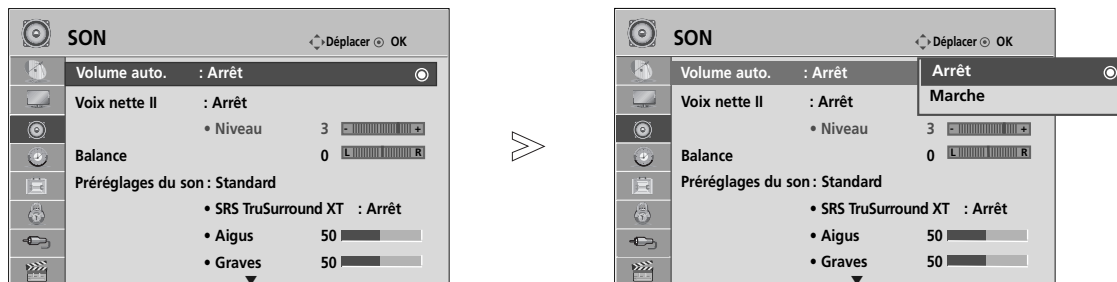 SON
Déplacer OK
Volume auto. : Arrêt
Voix nette II : Arrêt
• Niveau 3 - +
Balance 0 L R
Préréglages du son : Standard
• SRS TruSurround XT : Arrêt
• Aigus 50
• Graves 50
SON
Déplacer OK
Volume auto. : Arrêt
Arrêt
Marche
Voix nette II : Arrêt
• Niveau 3 - +
Balance 0 L R
Préréglages du son : Standard
• SRS TruSurround XT : Arrêt
• Aigus 50
• Graves 50